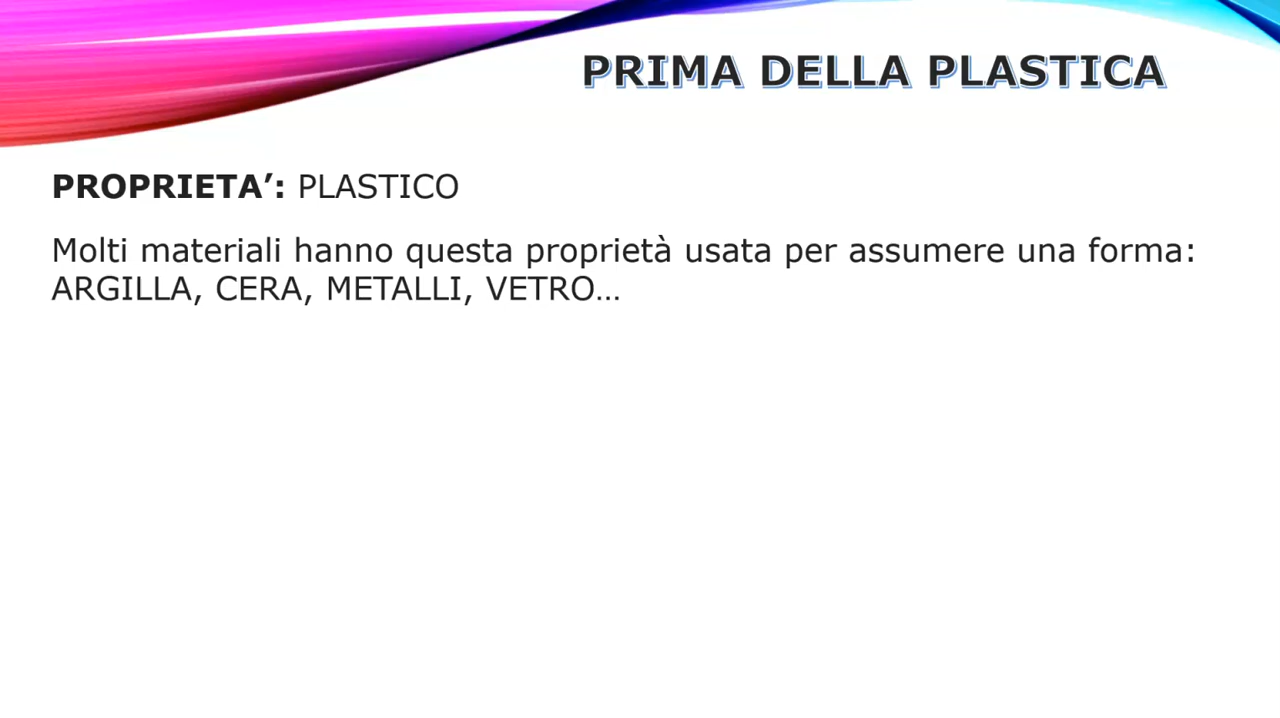 PRIMA DELLA PLASTICA
PROPRIETA’: PLASTICO
Molti materiali hanno questa proprietà usata per assumere una forma:
ARGILLA, CERA, METALLI, VETRO…